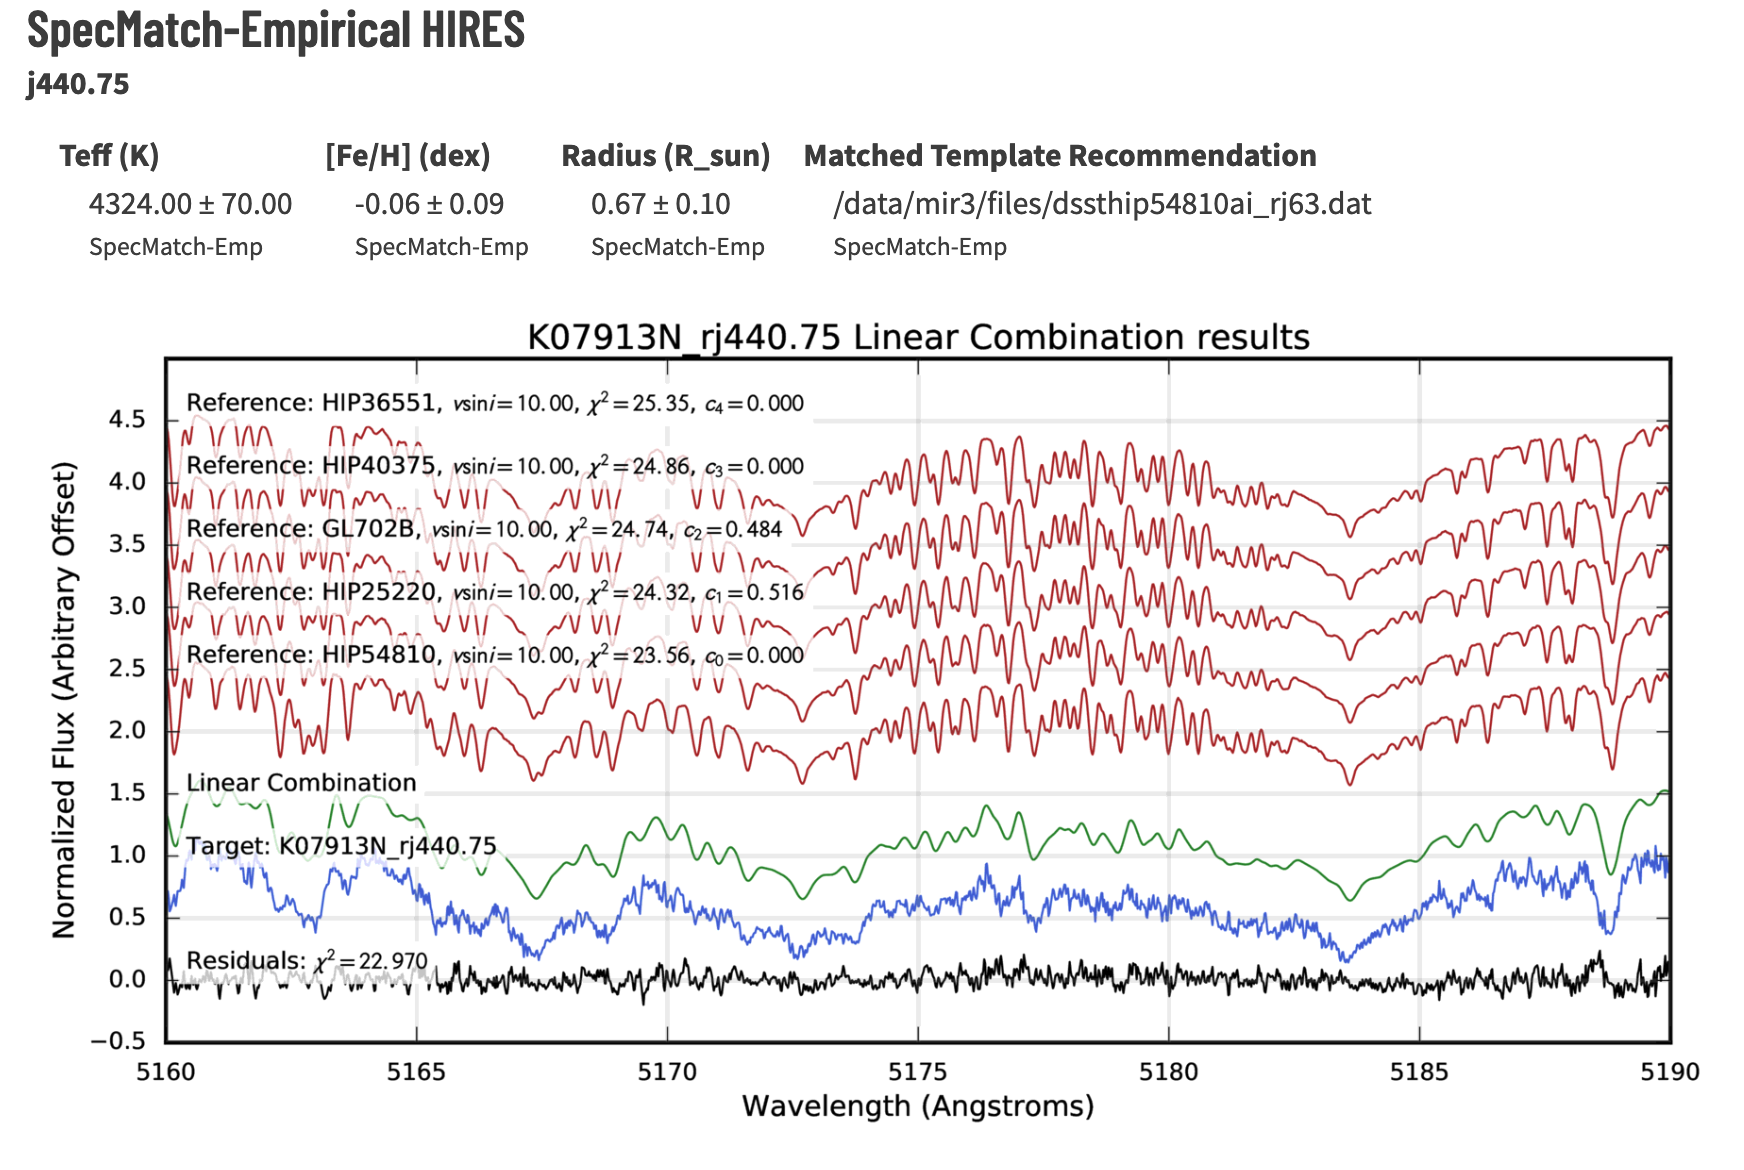 SpecMatch-Empirical HIRES
j440.75
Teff (K) [Fe/H] (dex) Radius (R_sun) Matched Template Recommendation
4324.00 ± 70.00 -0.06 ± 0.09 0.67 ± 0.10 /data/mir3/files/dssthip54810ai_rj63.dat
SpecMatch-Emp SpecMatch-Emp SpecMatch-Emp SpecMatch-Emp
K07913N_rj440.75 Linear Combination results
Normalized Flux (Arbitrary Offset)
4.5
4.0
3.5
3.0
2.5
2.0
1.5
1.0
0.5
0.0
−0.5
Reference: HIP36551, vsini=10.00, χ²=25.35, c₄=0.000
Reference: HIP40375, vsini=10.00, χ²=24.86, c₃=0.000
Reference: GL702B, vsini=10.00, χ²=24.74, c₂=0.484
Reference: HIP25220, vsini=10.00, χ²=24.32, c₁=0.516
Reference: HIP54810, vsini=10.00, χ²=23.56, c₀=0.000
Linear Combination
Target: K07913N_rj440.75
Residuals: χ²=22.970
5160 5165 5170 5175 5180 5185 5190
Wavelength (Angstroms)